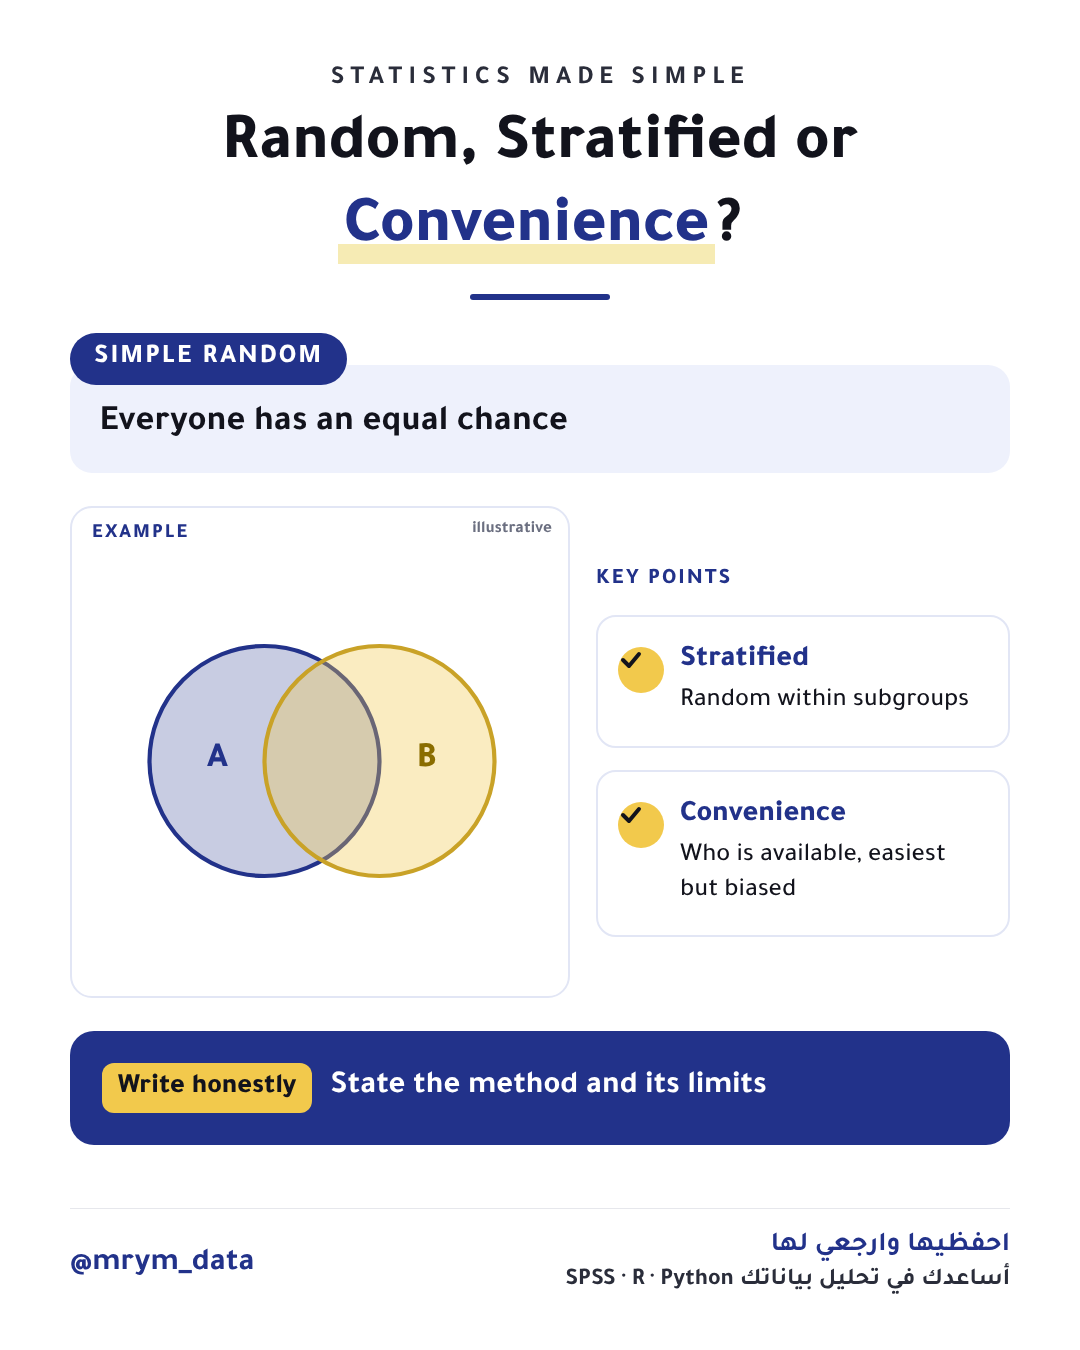 STATISTICS MADE SIMPLE
Random, Stratified or
Convenience?
SIMPLE RANDOM
Everyone has an equal chance
EXAMPLE
illustrative
A
B
KEY POINTS
Stratified
Random within subgroups
Convenience
Who is available, easiest
but biased
Write honestly
State the method and its limits
@mrym_data
احفظيها وارجعي لها
أساعدك في تحليل بياناتك SPSS · R · Python